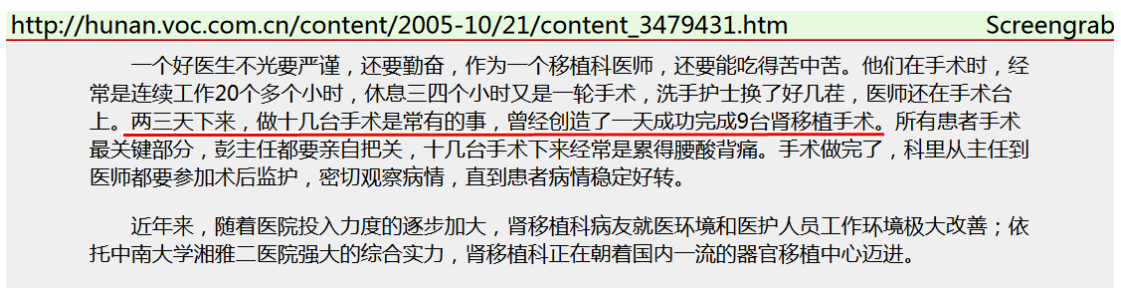 http://hunan.voc.com.cn/content/2005-10/21/content_3479431.htm Screengrab
一个好医生不光要严谨，还要勤奋，作为一个移植科医师，还要能吃得苦中苦。他们在手术时，经
常是连续工作20个多个小时，休息三四个小时又是一轮手术，洗手护士换了好几茬，医师还在手术台
上。两三天下来，做十几台手术是常有的事，曾经创造了一天成功完成9台肾移植手术。所有患者手术
最关键部分，彭主任都要亲自把关，十几台手术下来经常是累得腰酸背痛。手术做完了，科里从主任到
医师都要参加术后监护，密切观察病情，直到患者病情稳定好转。
近年来，随着医院投入力度的逐步加大，肾移植科病友就医环境和医护人员工作环境极大改善；依
托中南大学湘雅二医院强大的综合实力，肾移植科正在朝着国内一流的器官移植中心迈进。